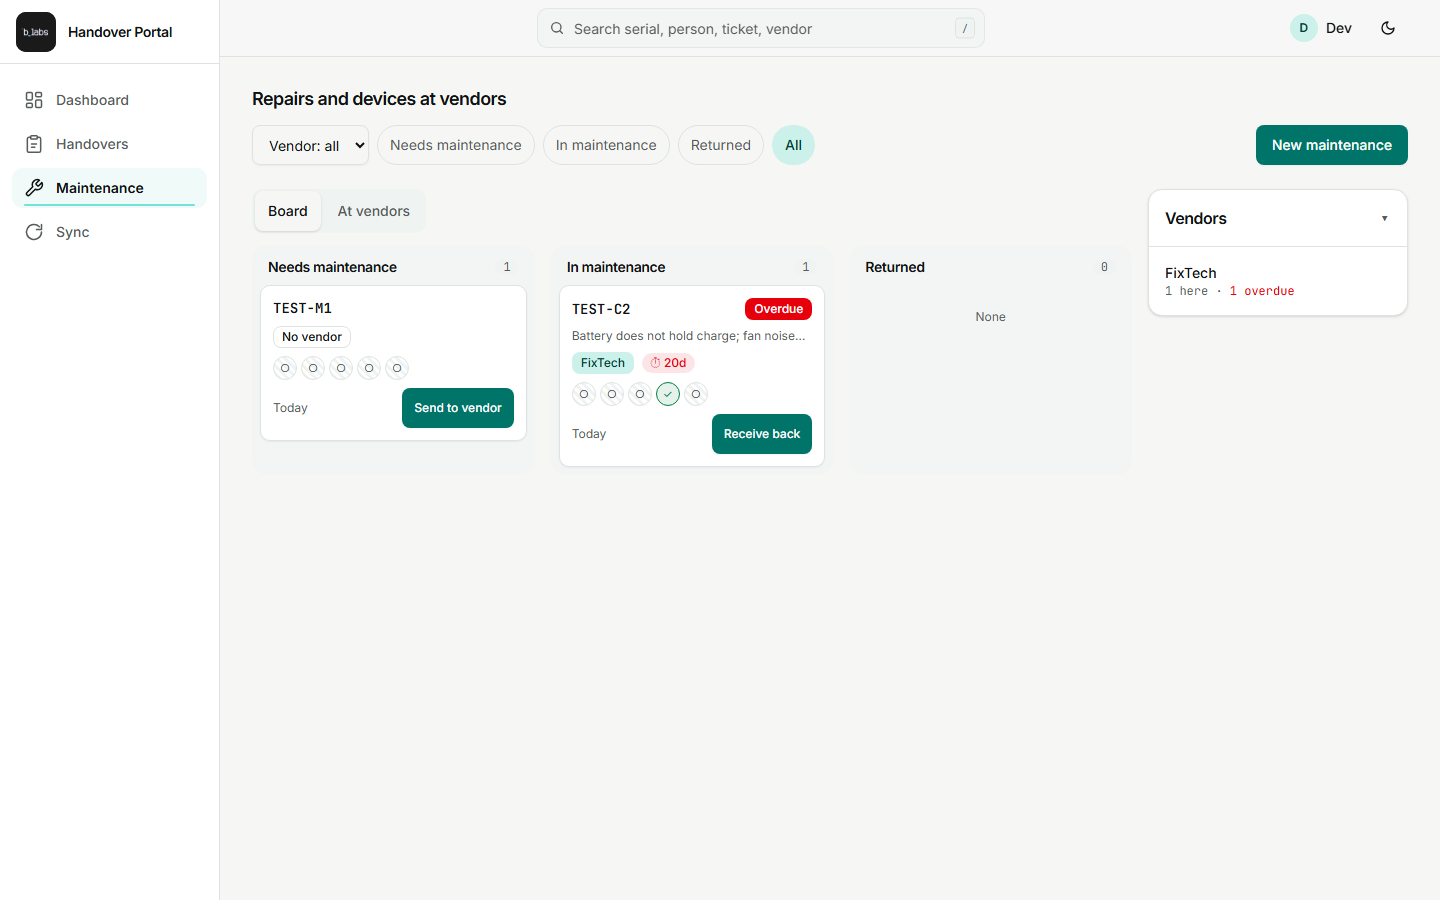 b_labs
Handover Portal
Search serial, person, ticket, vendor
/
D
Dev
Dashboard
Handovers
Maintenance
Sync
Repairs and devices at vendors
Vendor: all
Needs maintenance
In maintenance
Returned
All
New maintenance
Board
At vendors
Needs maintenance
1
TEST-M1
No vendor
Today
Send to vendor
In maintenance
1
TEST-C2
Overdue
Battery does not hold charge; fan noise...
FixTech
20d
Today
Receive back
Returned
0
None
Vendors
FixTech
1 here · 1 overdue